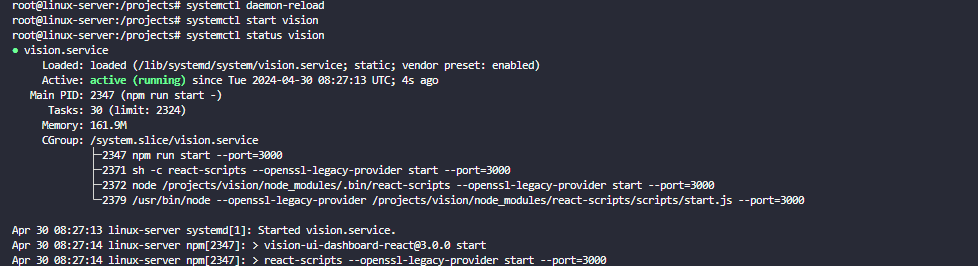 root@linux-server:/projects# systemctl daemon-reload
root@linux-server:/projects# systemctl start vision
root@linux-server:/projects# systemctl status vision
● vision.service
     Loaded: loaded (/lib/systemd/system/vision.service; static; vendor preset: enabled)
     Active: active (running) since Tue 2024-04-30 08:27:13 UTC; 4s ago
   Main PID: 2347 (npm run start -)
      Tasks: 30 (limit: 2324)
     Memory: 161.9M
     CGroup: /system.slice/vision.service
             ├─2347 npm run start --port=3000
             ├─2371 sh -c react-scripts --openssl-legacy-provider start --port=3000
             ├─2372 node /projects/vision/node_modules/.bin/react-scripts --openssl-legacy-provider start --port=3000
             └─2379 /usr/bin/node --openssl-legacy-provider /projects/vision/node_modules/react-scripts/scripts/start.js --port=3000
Apr 30 08:27:13 linux-server systemd[1]: Started vision.service.
Apr 30 08:27:14 linux-server npm[2347]: > vision-ui-dashboard-react@3.0.0 start
Apr 30 08:27:14 linux-server npm[2347]: > react-scripts --openssl-legacy-provider start --port=3000